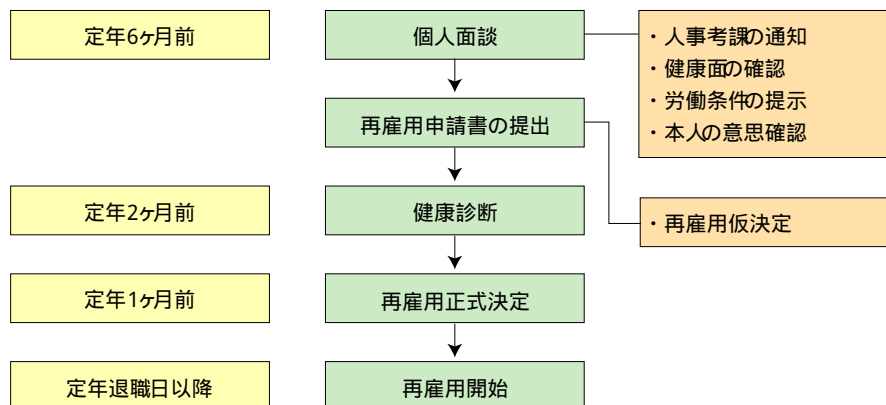 定年6ヶ月前
個人面談
・人事考課の通知
・健康面の確認
・労働条件の提示
・本人の意思確認
再雇用申請書の提出
定年2ヶ月前
健康診断
・再雇用仮決定
定年1ヶ月前
再雇用正式決定
定年退職日以降
再雇用開始